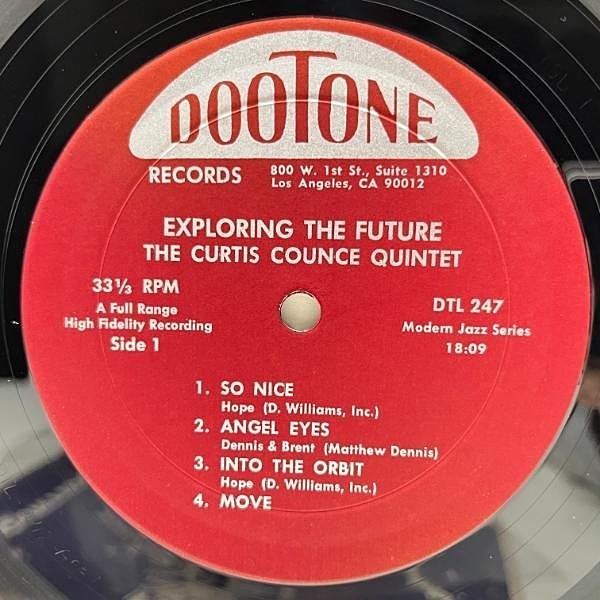 DOOTONE
RECORDS
800 W. 1st St., Suite 1310
Los Angeles, CA 90012
EXPLORING THE FUTURE
THE CURTIS COUNCE QUINTET
33⅓ RPM
A Full Range
High Fidelity Recording
Side 1
DTL 247
Modern Jazz Series
18:09
1. SO NICE
Hope (D. Williams, Inc.)
2. ANGEL EYES
Dennis & Brent (Matthew Dennis)
3. INTO THE ORBIT
Hope (D. Williams, Inc.)
4. MOVE